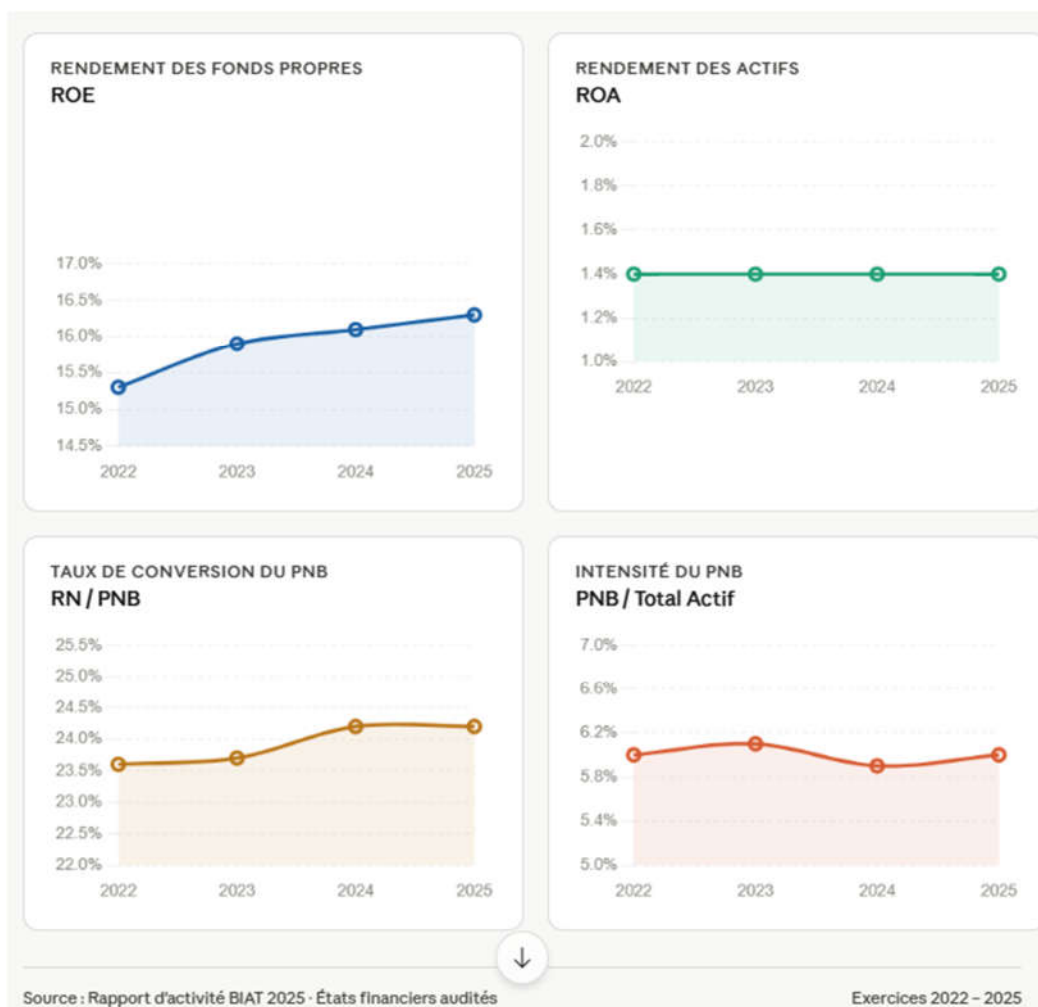 RENDEMENT DES FONDS PROPRES
ROE
17.0%
16.5%
16.0%
15.5%
15.0%
14.5%
2022 2023 2024 2025
RENDEMENT DES ACTIFS
ROA
2.0%
1.8%
1.6%
1.4%
1.2%
1.0%
2022 2023 2024 2025
TAUX DE CONVERSION DU PNB
RN / PNB
25.5%
25.0%
24.5%
24.0%
23.5%
23.0%
22.5%
22.0%
2022 2023 2024 2025
INTENSITÉ DU PNB
PNB / Total Actif
7.0%
6.6%
6.2%
5.8%
5.4%
5.0%
2022 2023 2024 2025
Source : Rapport d'activité BIAT 2025 · États financiers audités
Exercices 2022 – 2025